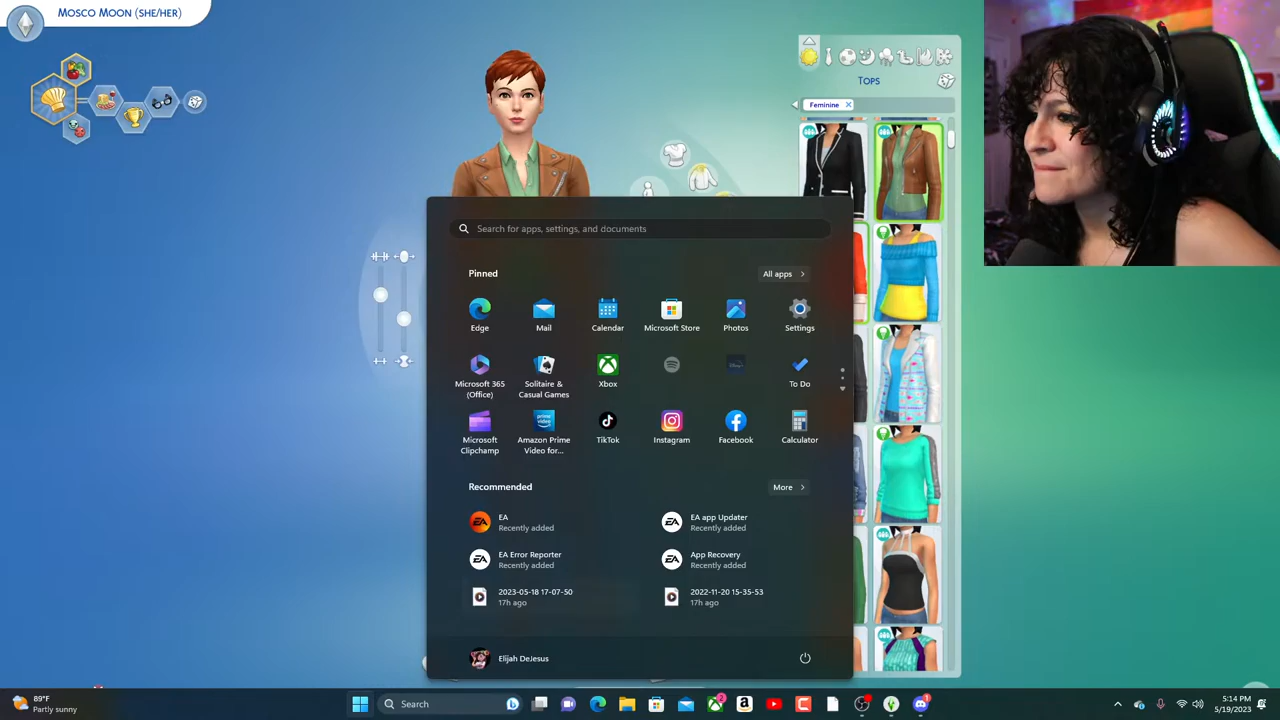 Mosco Moon (she/her)
Tops
Feminine
Search for apps, settings, and documents
Pinned
All apps
Edge
Mail
Calendar
Microsoft Store
Photos
Settings
Microsoft 365
(Office)
Solitaire &
Casual Games
Xbox
To Do
Microsoft
Clipchamp
Amazon Prime
Video for...
TikTok
Instagram
Facebook
Calculator
Recommended
More
EA
Recently added
EA app Updater
Recently added
EA Error Reporter
Recently added
App Recovery
Recently added
2023-05-18 17-07-50
17h ago
2022-11-20 15-35-53
17h ago
Elijah DeJesus
89°F
Partly sunny
Search
2
1
5:14 PM
5/19/2023